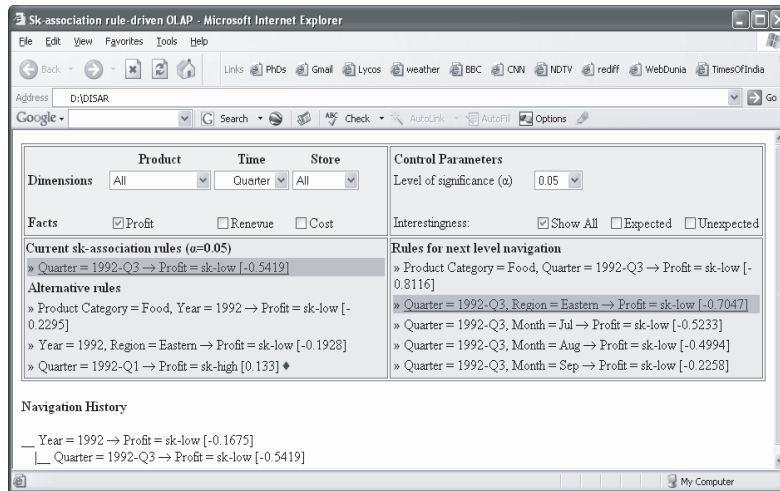 Sk-association rule-driven OLAP - Microsoft Internet Explorer
File Edit View Favorites Tools Help
Back Links PhDs Gmail Lycos weather BBC CNN NDTV rediff WebDunia TimesOfIndia
Address D:\DISAR Go
Google Search Check AutoLink AutoFill Options
Product Time Store
Dimensions All Quarter All
Facts Profit Renevue Cost
Control Parameters
Level of significance (α) 0.05
Interestingness: Show All Expected Unexpected
Current sk-association rules (α=0.05)
» Quarter = 1992-Q3 → Profit = sk-low [-0.5419]
Alternative rules
» Product Category = Food, Year = 1992 → Profit = sk-low [-
0.2295]
» Year = 1992, Region = Eastern → Profit = sk-low [-0.1928]
» Quarter = 1992-Q1 → Profit = sk-high [0.133] ♦
Rules for next level navigation
» Product Category = Food, Quarter = 1992-Q3 → Profit = sk-low [-
0.8116]
» Quarter = 1992-Q3, Region = Eastern → Profit = sk-low [-0.7047]
» Quarter = 1992-Q3, Month = Jul → Profit = sk-low [-0.5233]
» Quarter = 1992-Q3, Month = Aug → Profit = sk-low [-0.4994]
» Quarter = 1992-Q3, Month = Sep → Profit = sk-low [-0.2258]
Navigation History
__ Year = 1992 → Profit = sk-low [-0.1675]
|__ Quarter = 1992-Q3 → Profit = sk-low [-0.5419]
My Computer